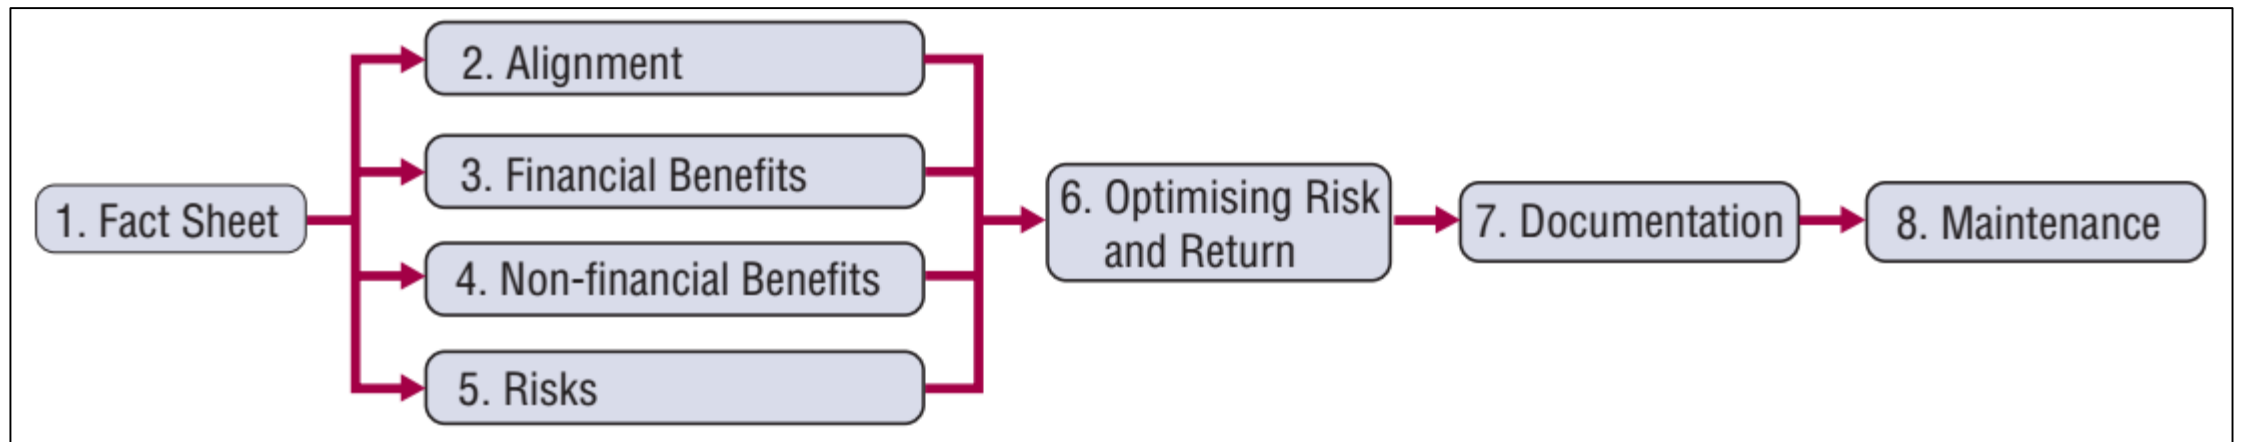 1. Fact Sheet
2. Alignment
3. Financial Benefits
4. Non-financial Benefits
5. Risks
6. Optimising Risk
and Return
7. Documentation
8. Maintenance